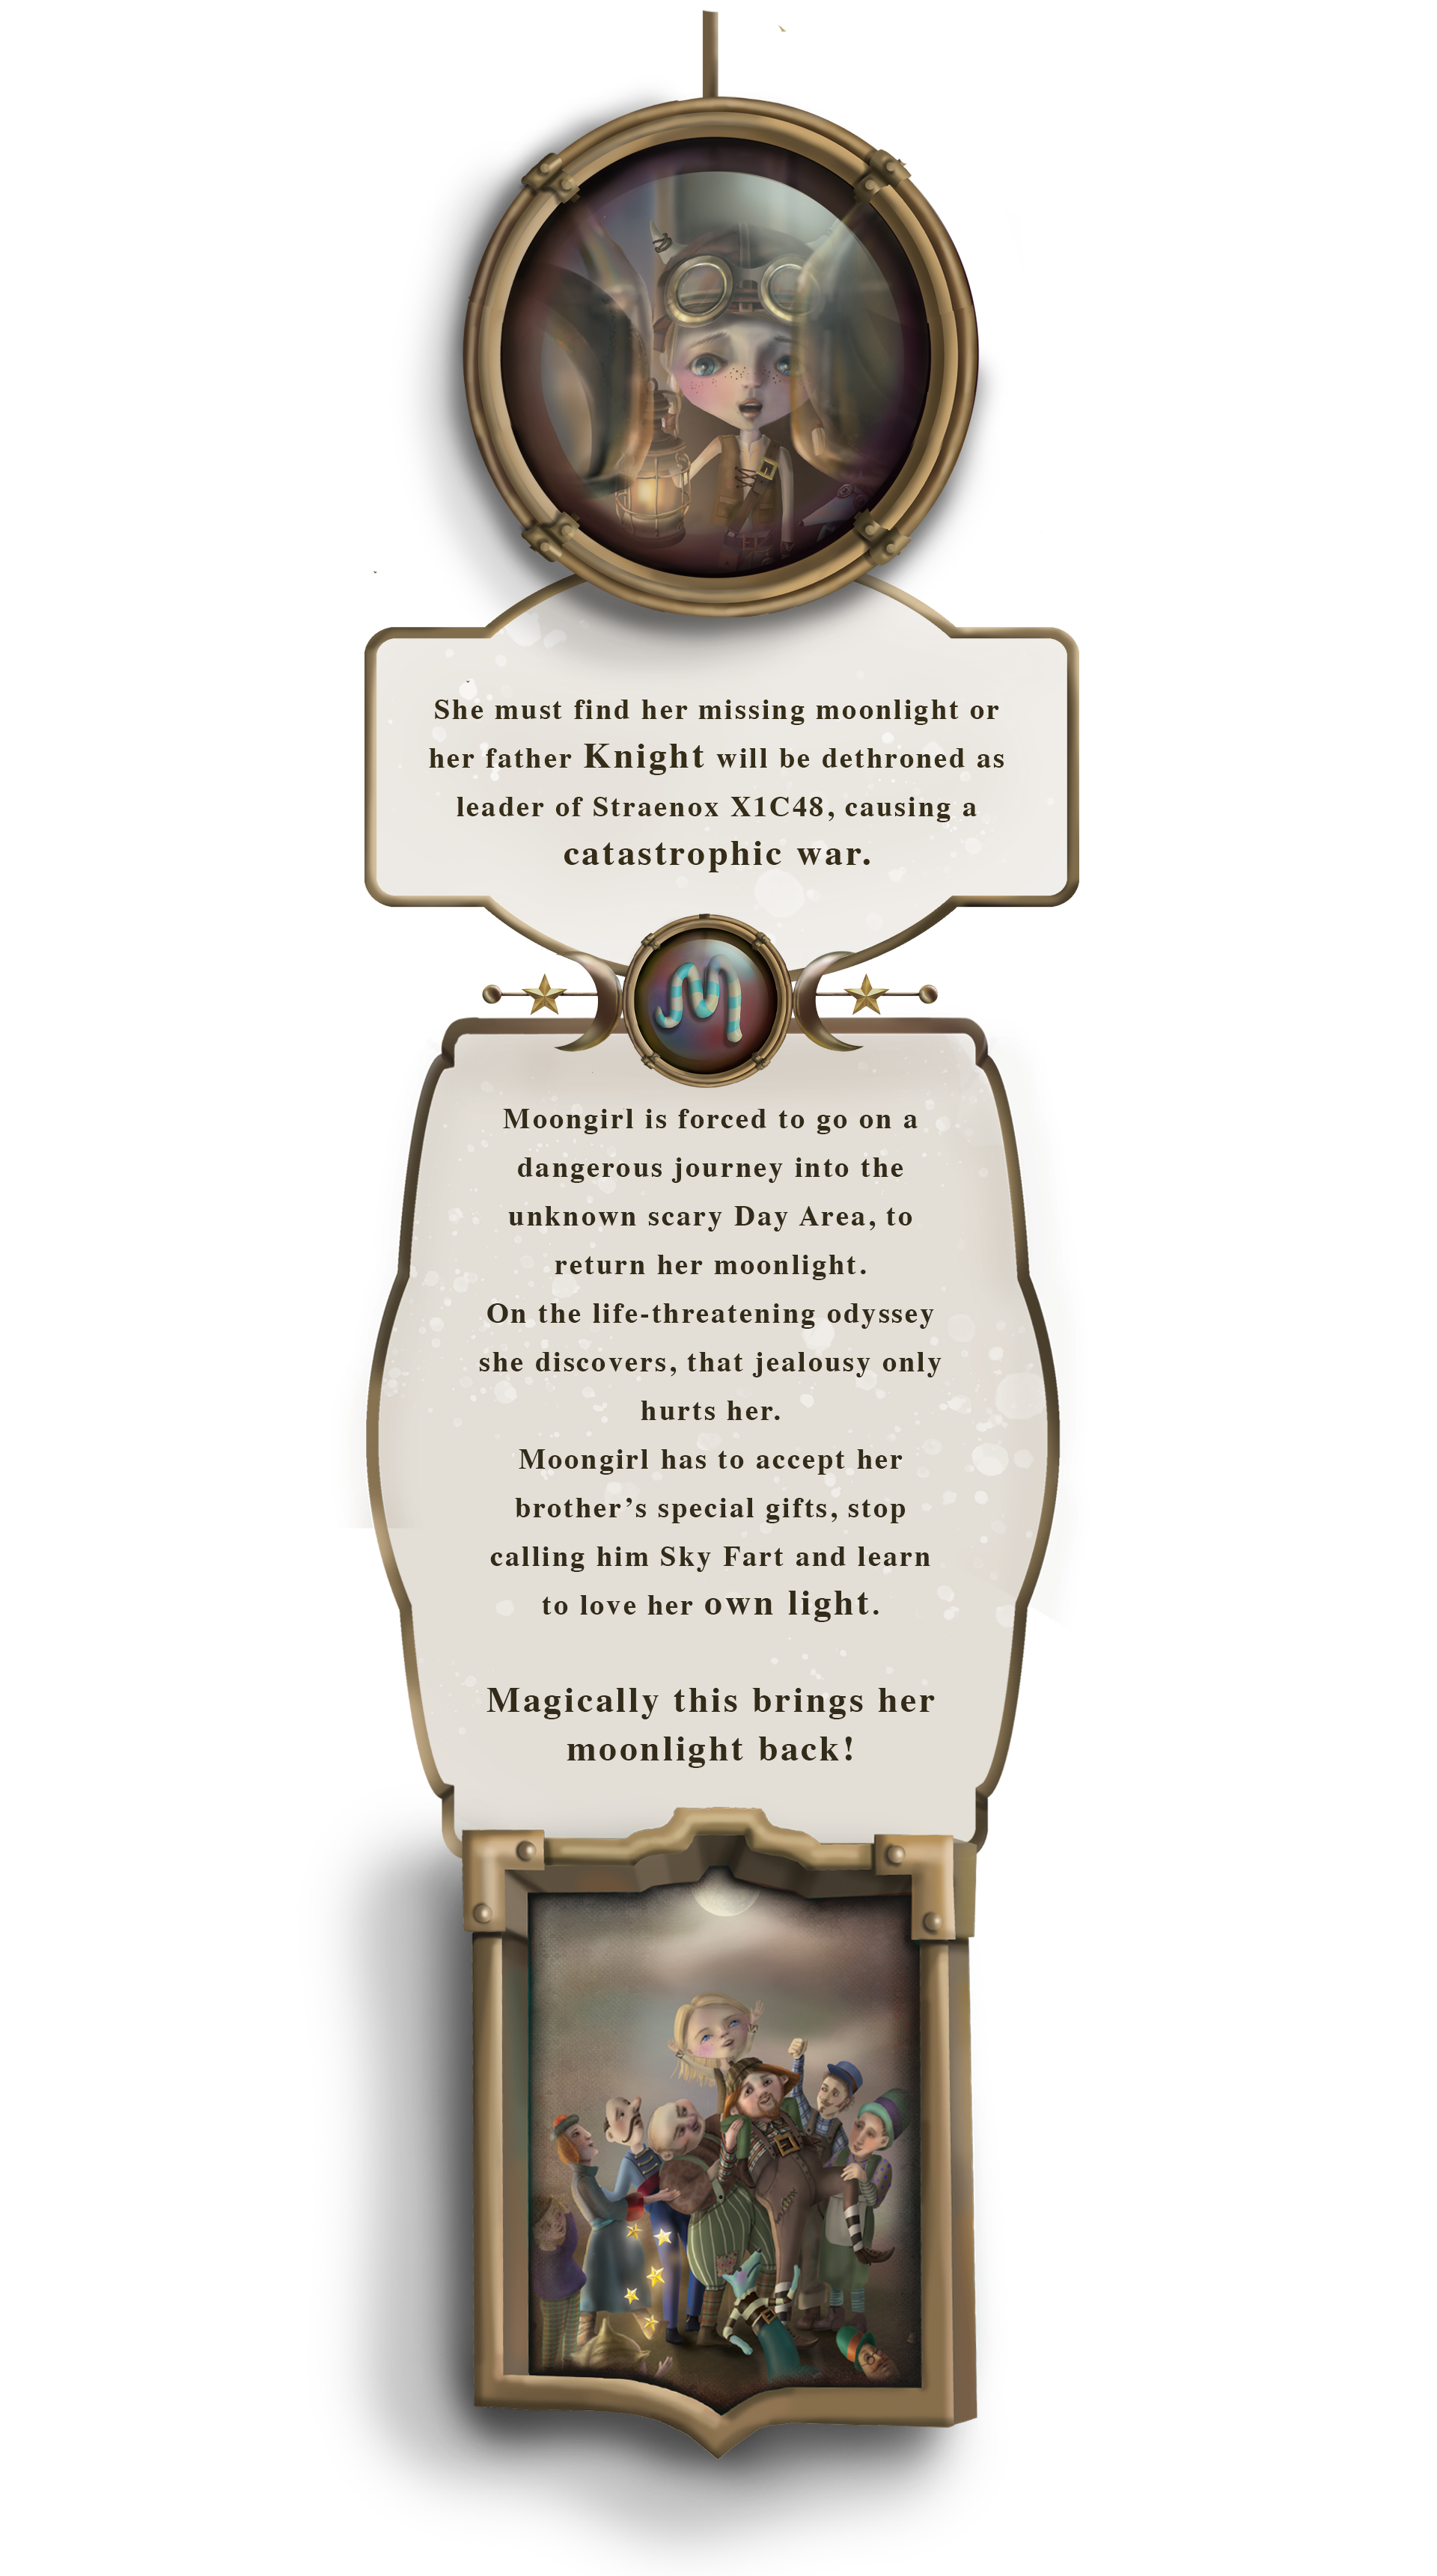 She must find her missing moonlight or
her father Knight will be dethroned as
leader of Straenox X1C48, causing a
catastrophic war.
M
Moongirl is forced to go on a
dangerous journey into the
unknown scary Day Area, to
return her moonlight.
On the life-threatening odyssey
she discovers, that jealousy only
hurts her.
Moongirl has to accept her
brother’s special gifts, stop
calling him Sky Fart and learn
to love her own light.
Magically this brings her
moonlight back!